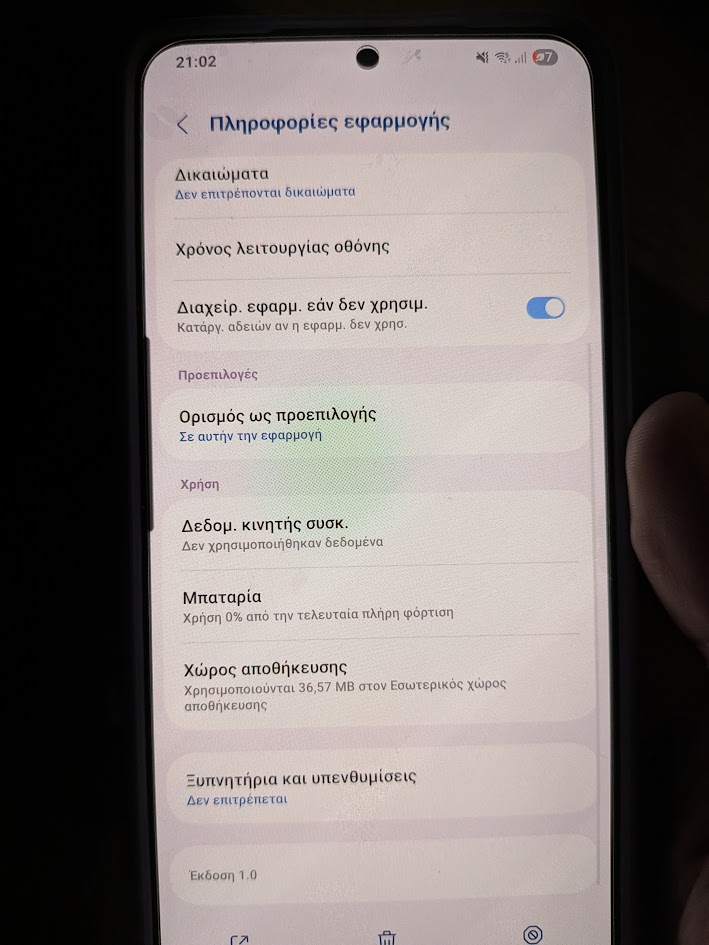 21:02
97
Πληροφορίες εφαρμογής
Δικαιώματα
Δεν επιτρέπονται δικαιώματα
Χρόνος λειτουργίας οθόνης
Διαχείρ. εφαρμ. εάν δεν χρησιμ.
Κατάργ. αδειών αν η εφαρμ. δεν χρησ.
Προεπιλογές
Ορισμός ως προεπιλογής
Σε αυτήν την εφαρμογή
Χρήση
Δεδομ. κινητής συσκ.
Δεν χρησιμοποιήθηκαν δεδομένα
Μπαταρία
Χρήση 0% από την τελευταία πλήρη φόρτιση
Χώρος αποθήκευσης
Χρησιμοποιούνται 36,57 MB στον Εσωτερικός χώρος
αποθήκευσης
Ξυπνητήρια και υπενθυμίσεις
Δεν επιτρέπεται
Έκδοση 1.0